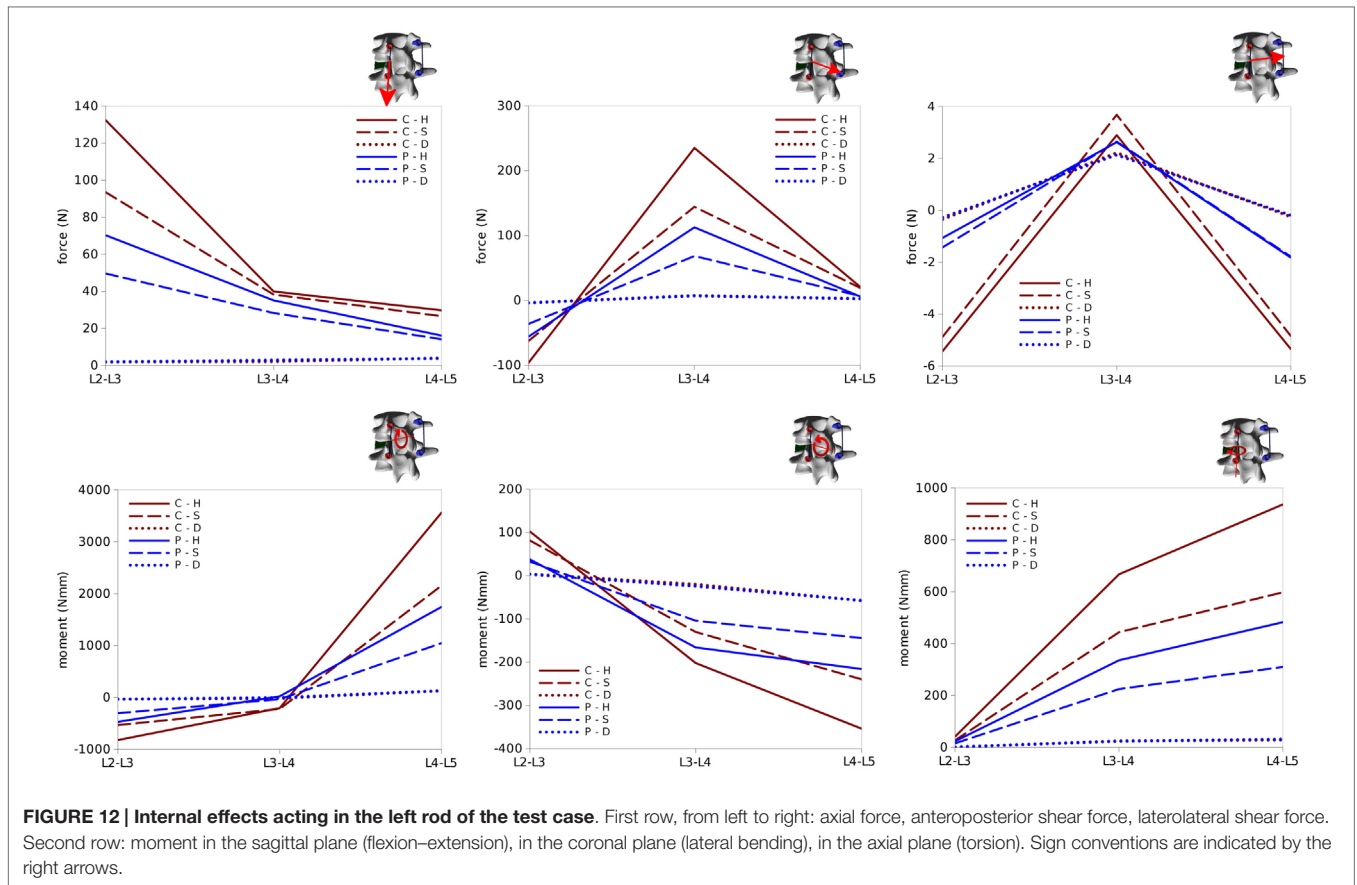 140
120
100
80
60
40
20
0
force (N)
C - H
C - S
C - D
P - H
P - S
P - D
L2-L3 L3-L4 L4-L5
300
200
100
0
-100
force (N)
C - H
C - S
C - D
P - H
P - S
P - D
L2-L3 L3-L4 L4-L5
4
2
0
-2
-4
-6
force (N)
C - H
C - S
C - D
P - H
P - S
P - D
L2-L3 L3-L4 L4-L5
4000
3000
2000
1000
0
-1000
moment (Nmm)
C - H
C - S
C - D
P - H
P - S
P - D
L2-L3 L3-L4 L4-L5
200
100
0
-100
-200
-300
-400
moment (Nmm)
C - H
C - S
C - D
P - H
P - S
P - D
L2-L3 L3-L4 L4-L5
1000
800
600
400
200
0
moment (Nmm)
C - H
C - S
C - D
P - H
P - S
P - D
L2-L3 L3-L4 L4-L5
FIGURE 12 | Internal effects acting in the left rod of the test case. First row, from left to right: axial force, anteroposterior shear force, laterolateral shear force.
Second row: moment in the sagittal plane (flexion–extension), in the coronal plane (lateral bending), in the axial plane (torsion). Sign conventions are indicated by the
right arrows.